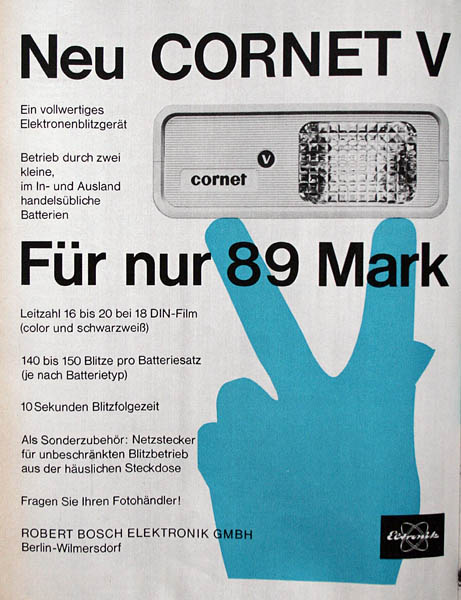 Neu CORNET V
Ein vollwertiges
Elektronenblitzgerät
Betrieb durch zwei
kleine,
im In- und Ausland
handelsübliche
Batterien
cornet
V
Für nur 89 Mark
Leitzahl 16 bis 20 bei 18 DIN-Film
(color und schwarzweiß)
140 bis 150 Blitze pro Batteriesatz
(je nach Batterietyp)
10 Sekunden Blitzfolgezeit
Als Sonderzubehör: Netzstecker
für unbeschränkten Blitzbetrieb
aus der häuslichen Steckdose
Fragen Sie Ihren Fotohändler!
ROBERT BOSCH ELEKTRONIK GMBH
Berlin-Wilmersdorf